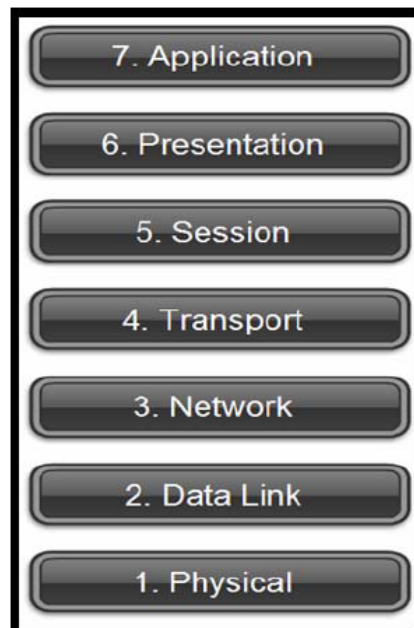 7. Application
6. Presentation
5. Session
4. Transport
3. Network
2. Data Link
1. Physical